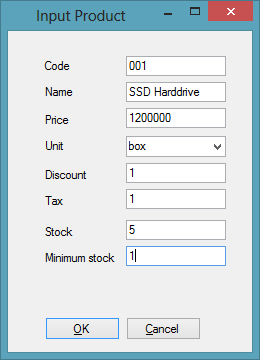 Input Product
Code 001
Name SSD Harddrive
Price 1200000
Unit box
Discount 1
Tax 1
Stock 5
Minimum stock 1
OK Cancel